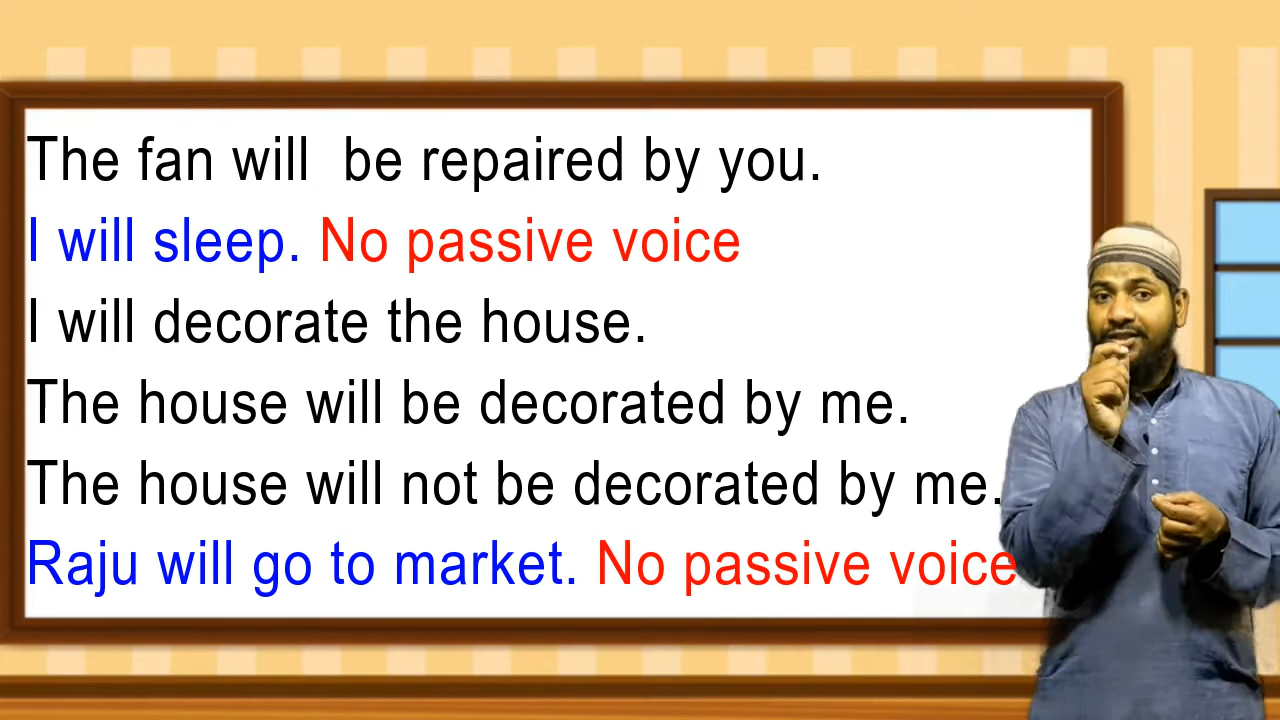 The fan will be repaired by you.
I will sleep. No passive voice
I will decorate the house.
The house will be decorated by me.
The house will not be decorated by me.
Raju will go to market. No passive voice